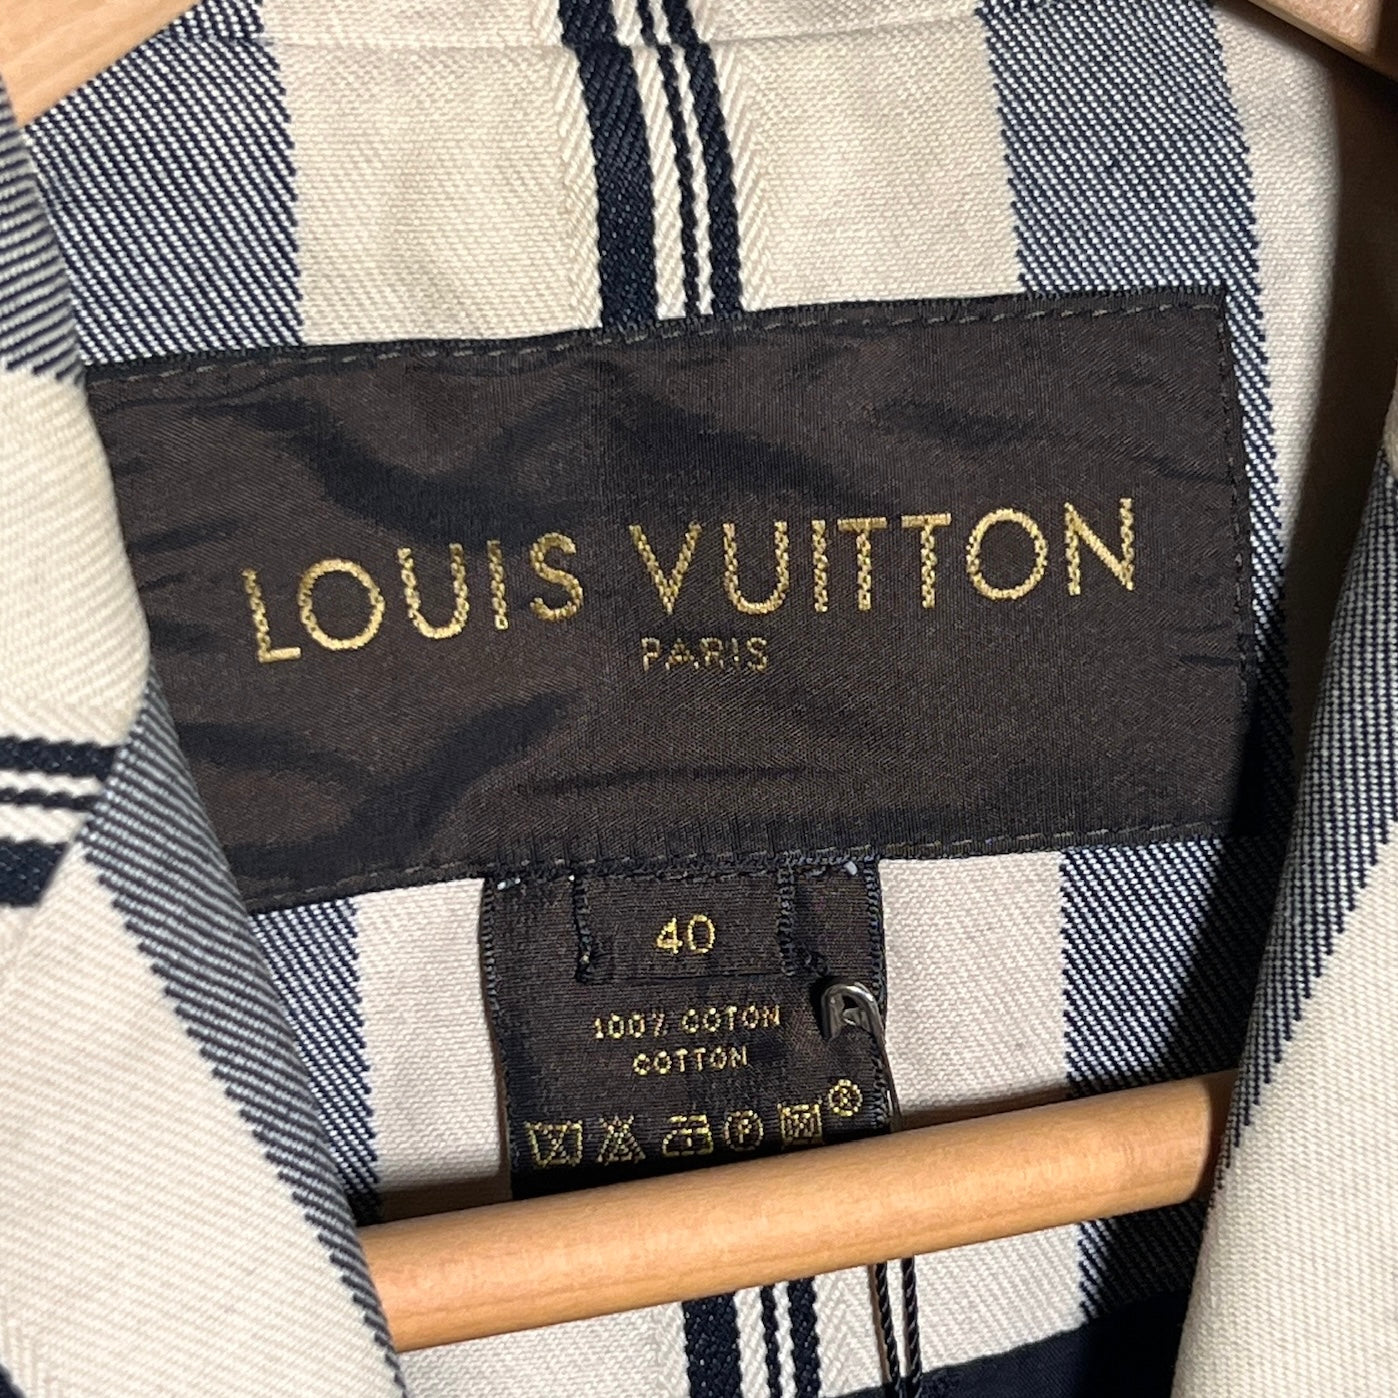 LOUIS VUITTON
PARIS
40
100% COTON
COTTON
P